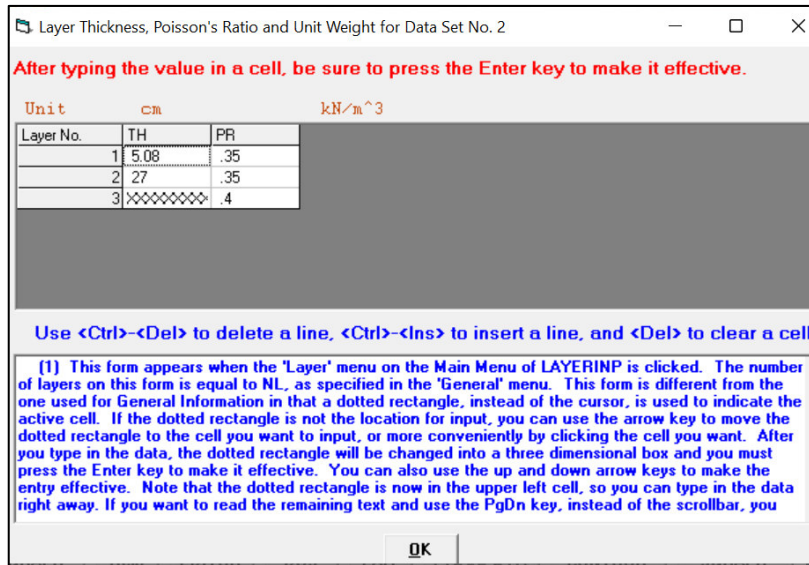 Layer Thickness, Poisson's Ratio and Unit Weight for Data Set No. 2
After typing the value in a cell, be sure to press the Enter key to make it effective.
Unit cm kN/m^3
Layer No. TH PR
1 5.08 .35
2 27 .35
3 XXXXXXXXX .4
Use <Ctrl>-<Del> to delete a line, <Ctrl>-<Ins> to insert a line, and <Del> to clear a cell
(1) This form appears when the 'Layer' menu on the Main Menu of LAYERINP is clicked. The number
of layers on this form is equal to NL, as specified in the 'General' menu. This form is different from the
one used for General Information in that a dotted rectangle, instead of the cursor, is used to indicate the
active cell. If the dotted rectangle is not the location for input, you can use the arrow key to move the
dotted rectangle to the cell you want to input, or more conveniently by clicking the cell you want. After
you type in the data, the dotted rectangle will be changed into a three dimensional box and you must
press the Enter key to make it effective. You can also use the up and down arrow keys to make the
entry effective. Note that the dotted rectangle is now in the upper left cell, so you can type in the data
right away. If you want to read the remaining text and use the PgDn key, instead of the scrollbar, you
OK